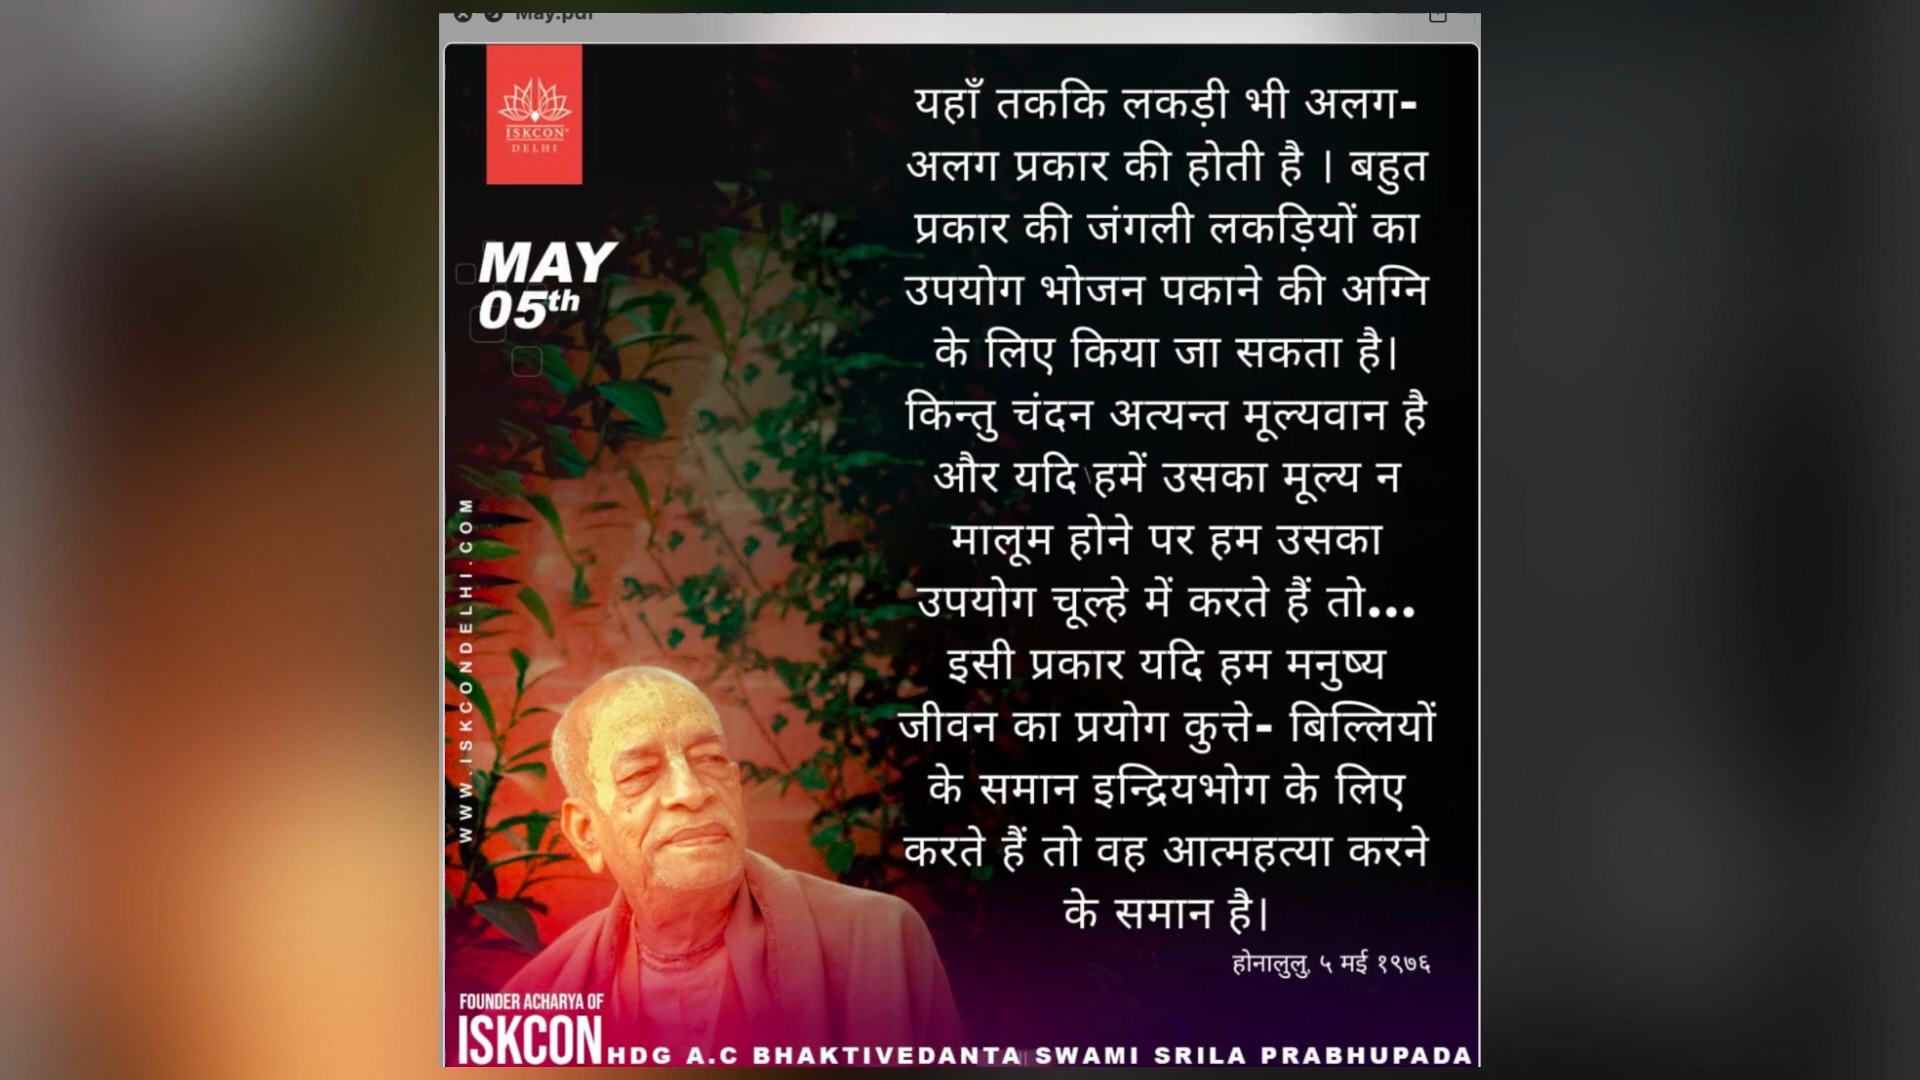 May.pdf
ISKCON
DELHI
MAY
05th
WWW.ISKCONDELHI.COM
यहाँ तककि लकड़ी भी अलग-
अलग प्रकार की होती है । बहुत
प्रकार की जंगली लकड़ियों का
उपयोग भोजन पकाने की अग्नि
के लिए किया जा सकता है।
किन्तु चंदन अत्यन्त मूल्यवान है
और यदि हमें उसका मूल्य न
मालूम होने पर हम उसका
उपयोग चूल्हे में करते हैं तो...
इसी प्रकार यदि हम मनुष्य
जीवन का प्रयोग कुत्ते- बिल्लियों
के समान इन्द्रियभोग के लिए
करते हैं तो वह आत्महत्या करने
के समान है।
होनालुलु, ५ मई १९७६
FOUNDER ACHARYA OF
ISKCON HDG A.C BHAKTIVEDANTA SWAMI SRILA PRABHUPADA